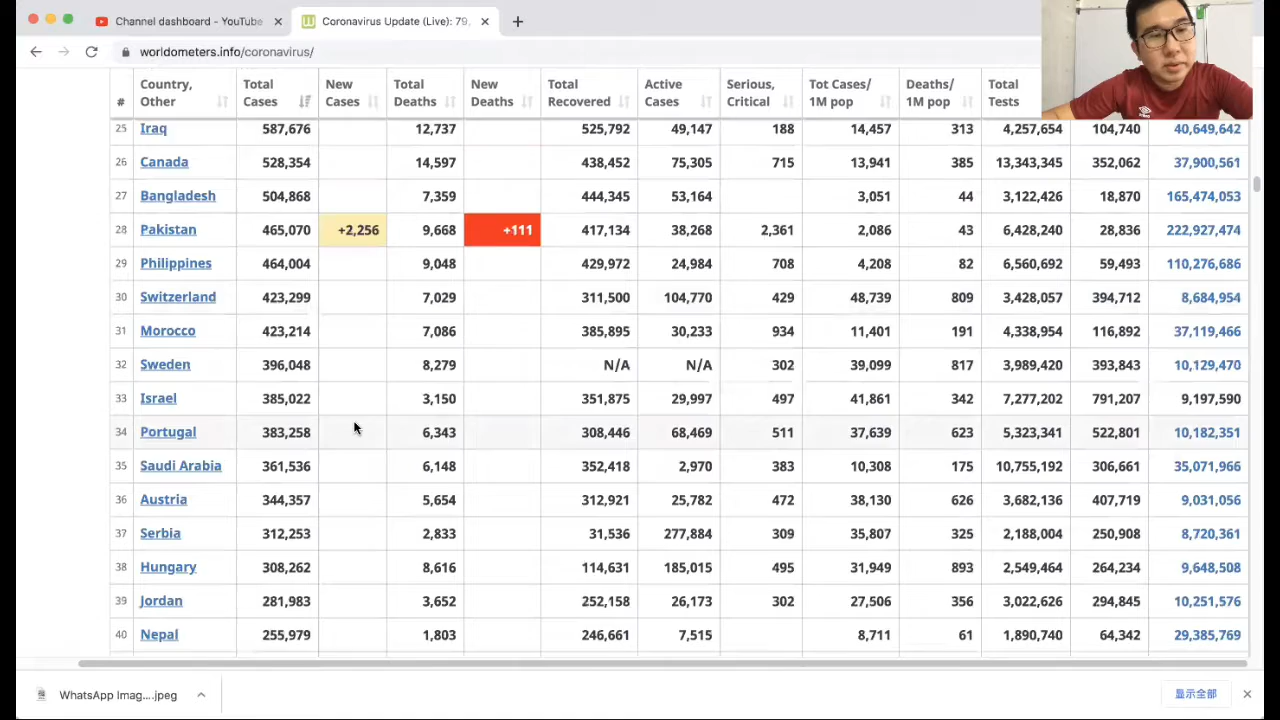 Channel dashboard - YouTube
Coronavirus Update (Live): 79,
worldometers.info/coronavirus/
# Country, Other Total Cases New Cases Total Deaths New Deaths Total Recovered Active Cases Serious, Critical Tot Cases/ 1M pop Deaths/ 1M pop Total Tests
25 Iraq 587,676 12,737 525,792 49,147 188 14,457 313 4,257,654 104,740 40,649,642
26 Canada 528,354 14,597 438,452 75,305 715 13,941 385 13,343,345 352,062 37,900,561
27 Bangladesh 504,868 7,359 444,345 53,164 3,051 44 3,122,426 18,870 165,474,053
28 Pakistan 465,070 +2,256 9,668 +111 417,134 38,268 2,361 2,086 43 6,428,240 28,836 222,927,474
29 Philippines 464,004 9,048 429,972 24,984 708 4,208 82 6,560,692 59,493 110,276,686
30 Switzerland 423,299 7,029 311,500 104,770 429 48,739 809 3,428,057 394,712 8,684,954
31 Morocco 423,214 7,086 385,895 30,233 934 11,401 191 4,338,954 116,892 37,119,466
32 Sweden 396,048 8,279 N/A N/A 302 39,099 817 3,989,420 393,843 10,129,470
33 Israel 385,022 3,150 351,875 29,997 497 41,861 342 7,277,202 791,207 9,197,590
34 Portugal 383,258 6,343 308,446 68,469 511 37,639 623 5,323,341 522,801 10,182,351
35 Saudi Arabia 361,536 6,148 352,418 2,970 383 10,308 175 10,755,192 306,661 35,071,966
36 Austria 344,357 5,654 312,921 25,782 472 38,130 626 3,682,136 407,719 9,031,056
37 Serbia 312,253 2,833 31,536 277,884 309 35,807 325 2,188,004 250,908 8,720,361
38 Hungary 308,262 8,616 114,631 185,015 495 31,949 893 2,549,464 264,234 9,648,508
39 Jordan 281,983 3,652 252,158 26,173 302 27,506 356 3,022,626 294,845 10,251,576
40 Nepal 255,979 1,803 246,661 7,515 8,711 61 1,890,740 64,342 29,385,769
WhatsApp Imag....jpeg
显示全部